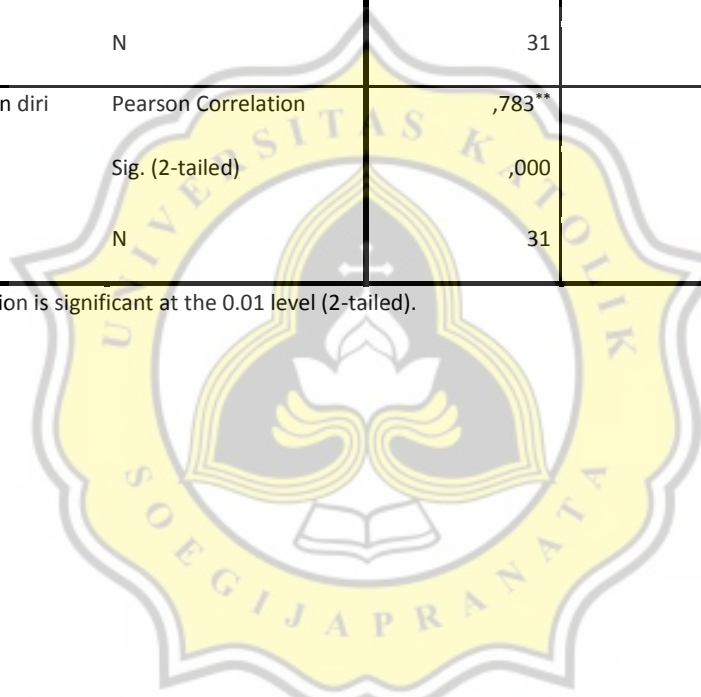 N 31
n diri Pearson Correlation ,783**
Sig. (2-tailed) ,000
N 31
ion is significant at the 0.01 level (2-tailed).
UNIVERSITAS KATOLIK
SOEGIJAPRANATA